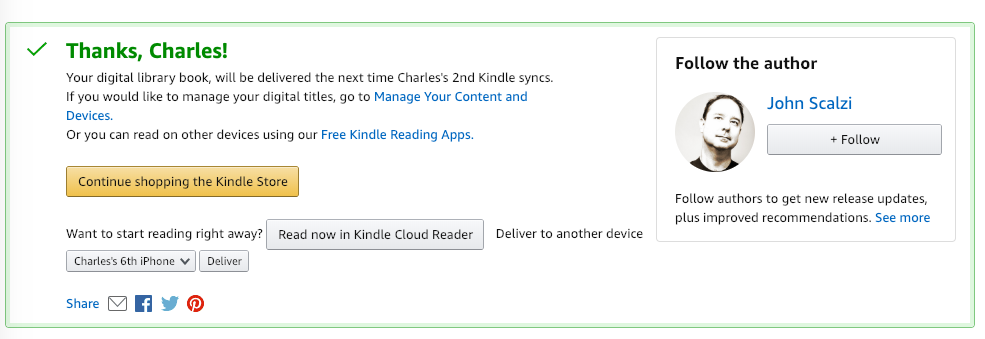 Thanks, Charles!
Your digital library book, will be delivered the next time Charles's 2nd Kindle syncs.
If you would like to manage your digital titles, go to Manage Your Content and
Devices.
Or you can read on other devices using our Free Kindle Reading Apps.
Continue shopping the Kindle Store
Want to start reading right away? Read now in Kindle Cloud Reader Deliver to another device
Charles's 6th iPhone Deliver
Share
Follow the author
John Scalzi
+ Follow
Follow authors to get new release updates,
plus improved recommendations. See more